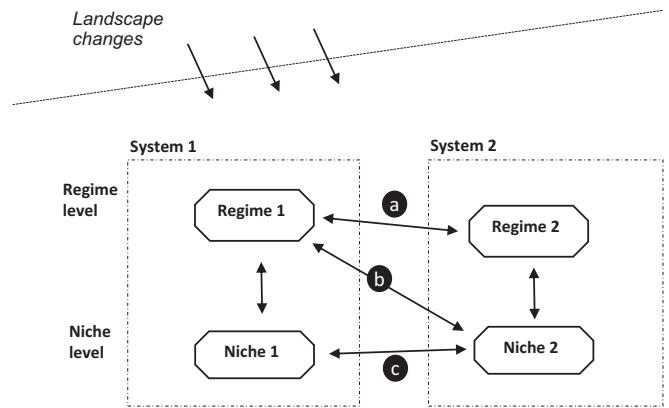 Landscape
changes
System 1
System 2
Regime
level
Regime 1
a
Regime 2
b
Niche
level
Niche 1
c
Niche 2